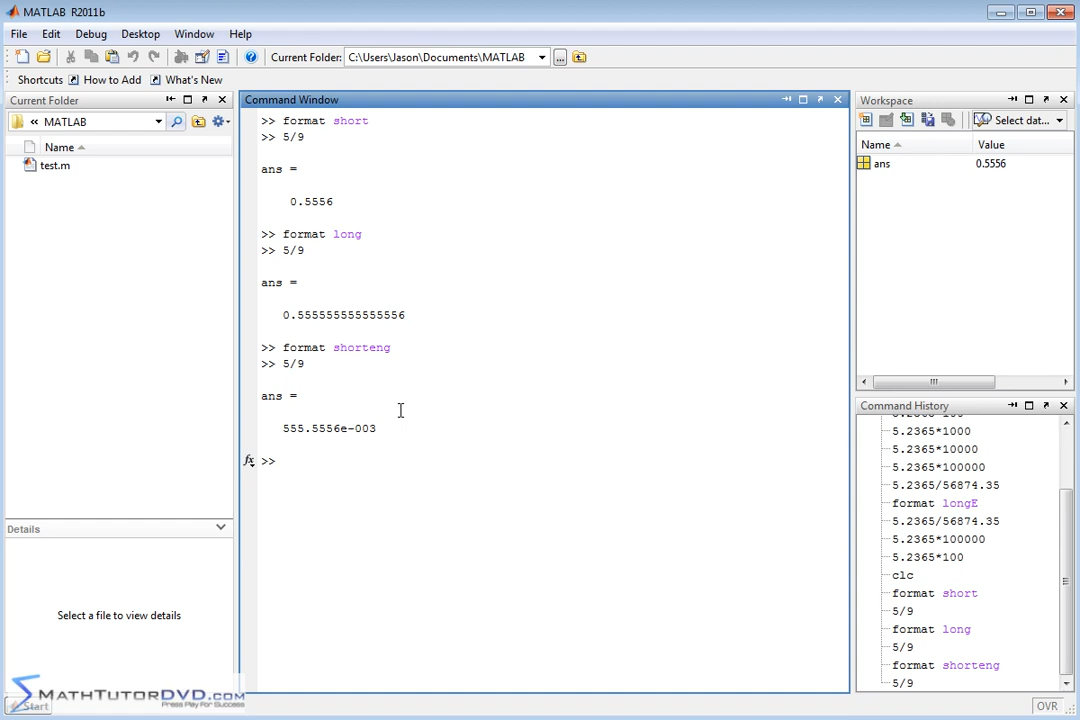 MATLAB R2011b
File Edit Debug Desktop Window Help
Current Folder: C:\Users\Jason\Documents\MATLAB ...
Shortcuts How to Add What's New
Current Folder
« MATLAB
Name
test.m
Details
Select a file to view details
Command Window
>> format short
>> 5/9
ans =
0.5556
>> format long
>> 5/9
ans =
0.555555555555556
>> format shorteng
>> 5/9
ans =
555.5556e-003
fx >>
Workspace
Select dat...
Name Value
ans 0.5556
Command History
5.2365*1000
5.2365*10000
5.2365*100000
5.2365/56874.35
format longE
5.2365/56874.35
5.2365*100000
5.2365*100
clc
format short
5/9
format long
5/9
format shorteng
5/9
MATHTUTORDVD.COM
Press Play For Success
Start
OVR